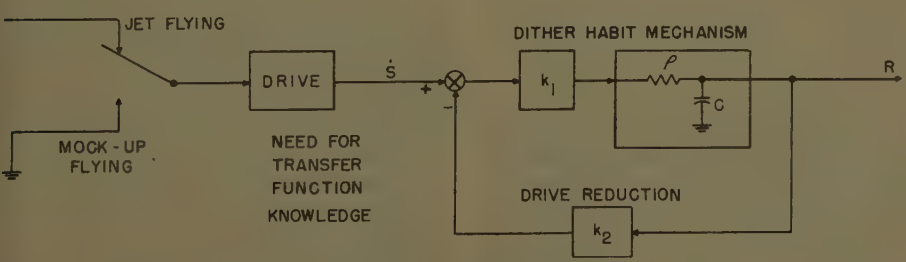 JET FLYING
DITHER HABIT MECHANISM
DRIVE
Ṡ
+
-
k1
ρ
C
R
MOCK-UP
FLYING
NEED FOR
TRANSFER
FUNCTION
KNOWLEDGE
DRIVE REDUCTION
k2